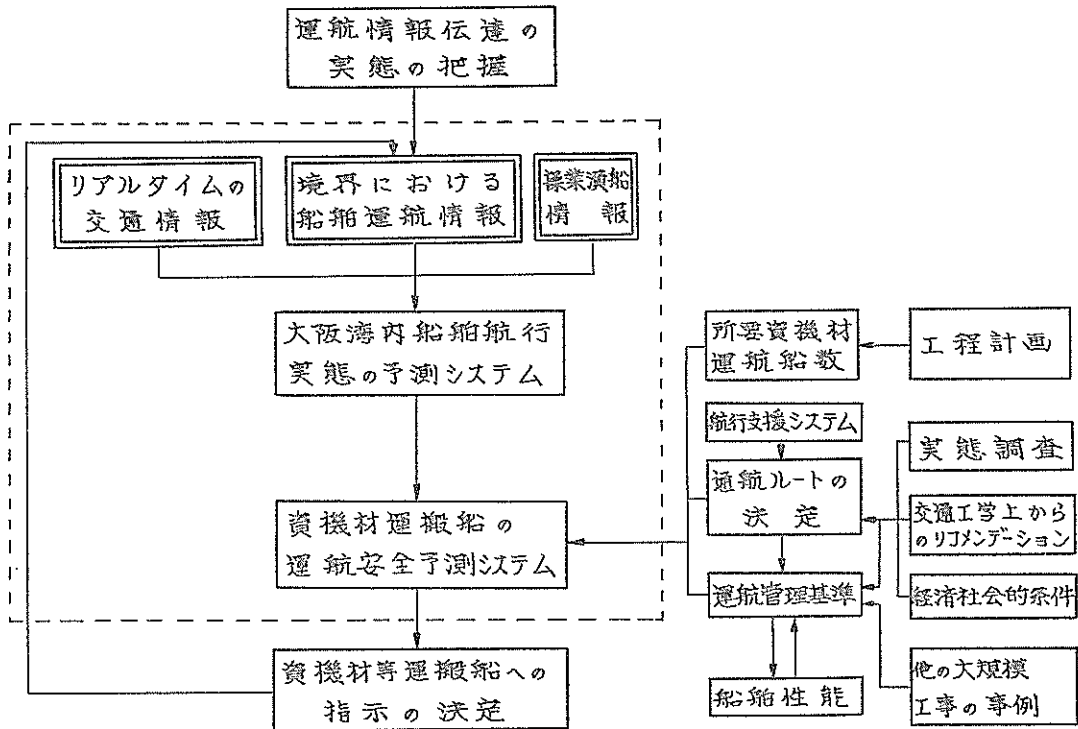 運航情報伝達の
実態の把握
リアルタイムの
交通情報
境界における
船舶運航情報
操業漁船
情報
大阪湾内船舶航行
実態の予測システム
資機材運搬船の
運航安全予測システム
資機材等運搬船への
指示の決定
所要資機材
運航船数
工程計画
航行支援システム
通航ルートの
決定
運航管理基準
船舶性能
実態調査
交通工学上から
のリコメンデーション
経済社会的条件
他の大規模
工事の事例